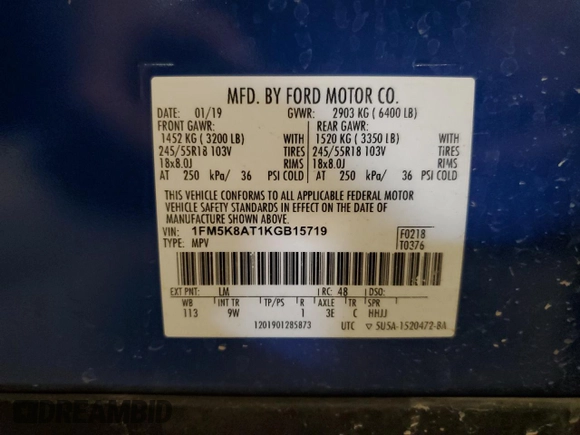 MFD. BY FORD MOTOR CO.
DATE: 01/19 GVWR: 2903 KG ( 6400 LB)
FRONT GAWR: REAR GAWR:
1452 KG ( 3200 LB) WITH 1520 KG ( 3350 LB) WITH
245/55R18 103V TIRES 245/55R18 103V TIRES
18x8.0J RIMS 18x8.0J RIMS
AT 250 kPa/ 36 PSI COLD AT 250 kPa/ 36 PSI COLD
THIS VEHICLE CONFORMS TO ALL APPLICABLE FEDERAL MOTOR
VEHICLE SAFETY STANDARDS IN EFFECT ON THE DATE OF
MANUFACTURE SHOWN ABOVE.
VIN: 1FM5K8AT1KGB15719 F0218
TYPE: MPV T0376
EXT PNT: LM RC: 48 DSO:
WB INT TR TP/PS R AXLE TR SPR
113 9W 1 3E C HHJJ
1201901285873 UTC ▽ 5U5A-1520472-BA
DREAMBID